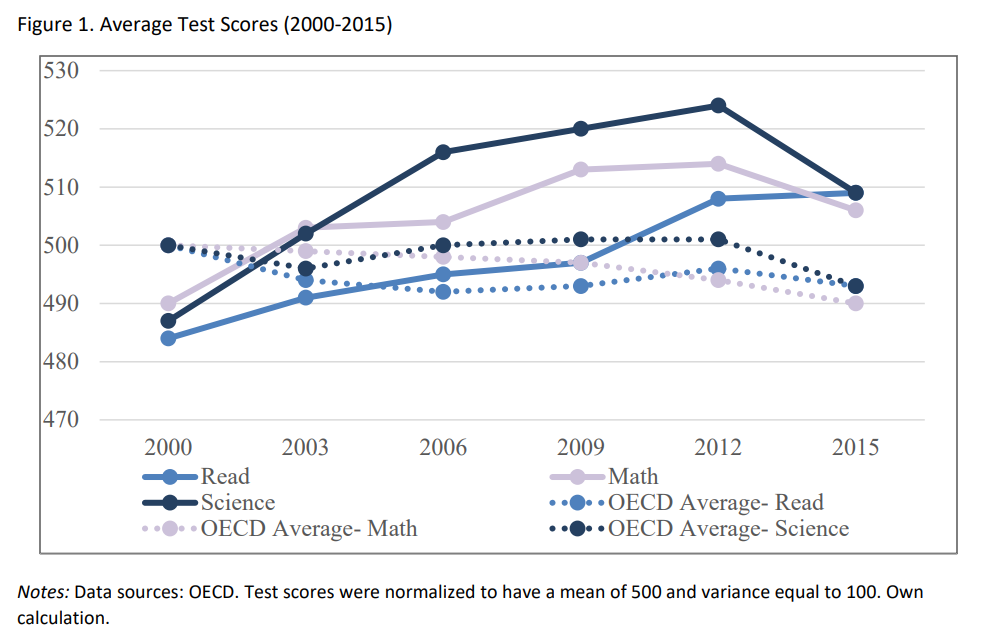 Figure 1. Average Test Scores (2000-2015)
530
520
510
500
490
480
470
2000 2003 2006 2009 2012 2015
Read Math
Science OECD Average- Read
OECD Average- Math OECD Average- Science
Notes: Data sources: OECD. Test scores were normalized to have a mean of 500 and variance equal to 100. Own
calculation.